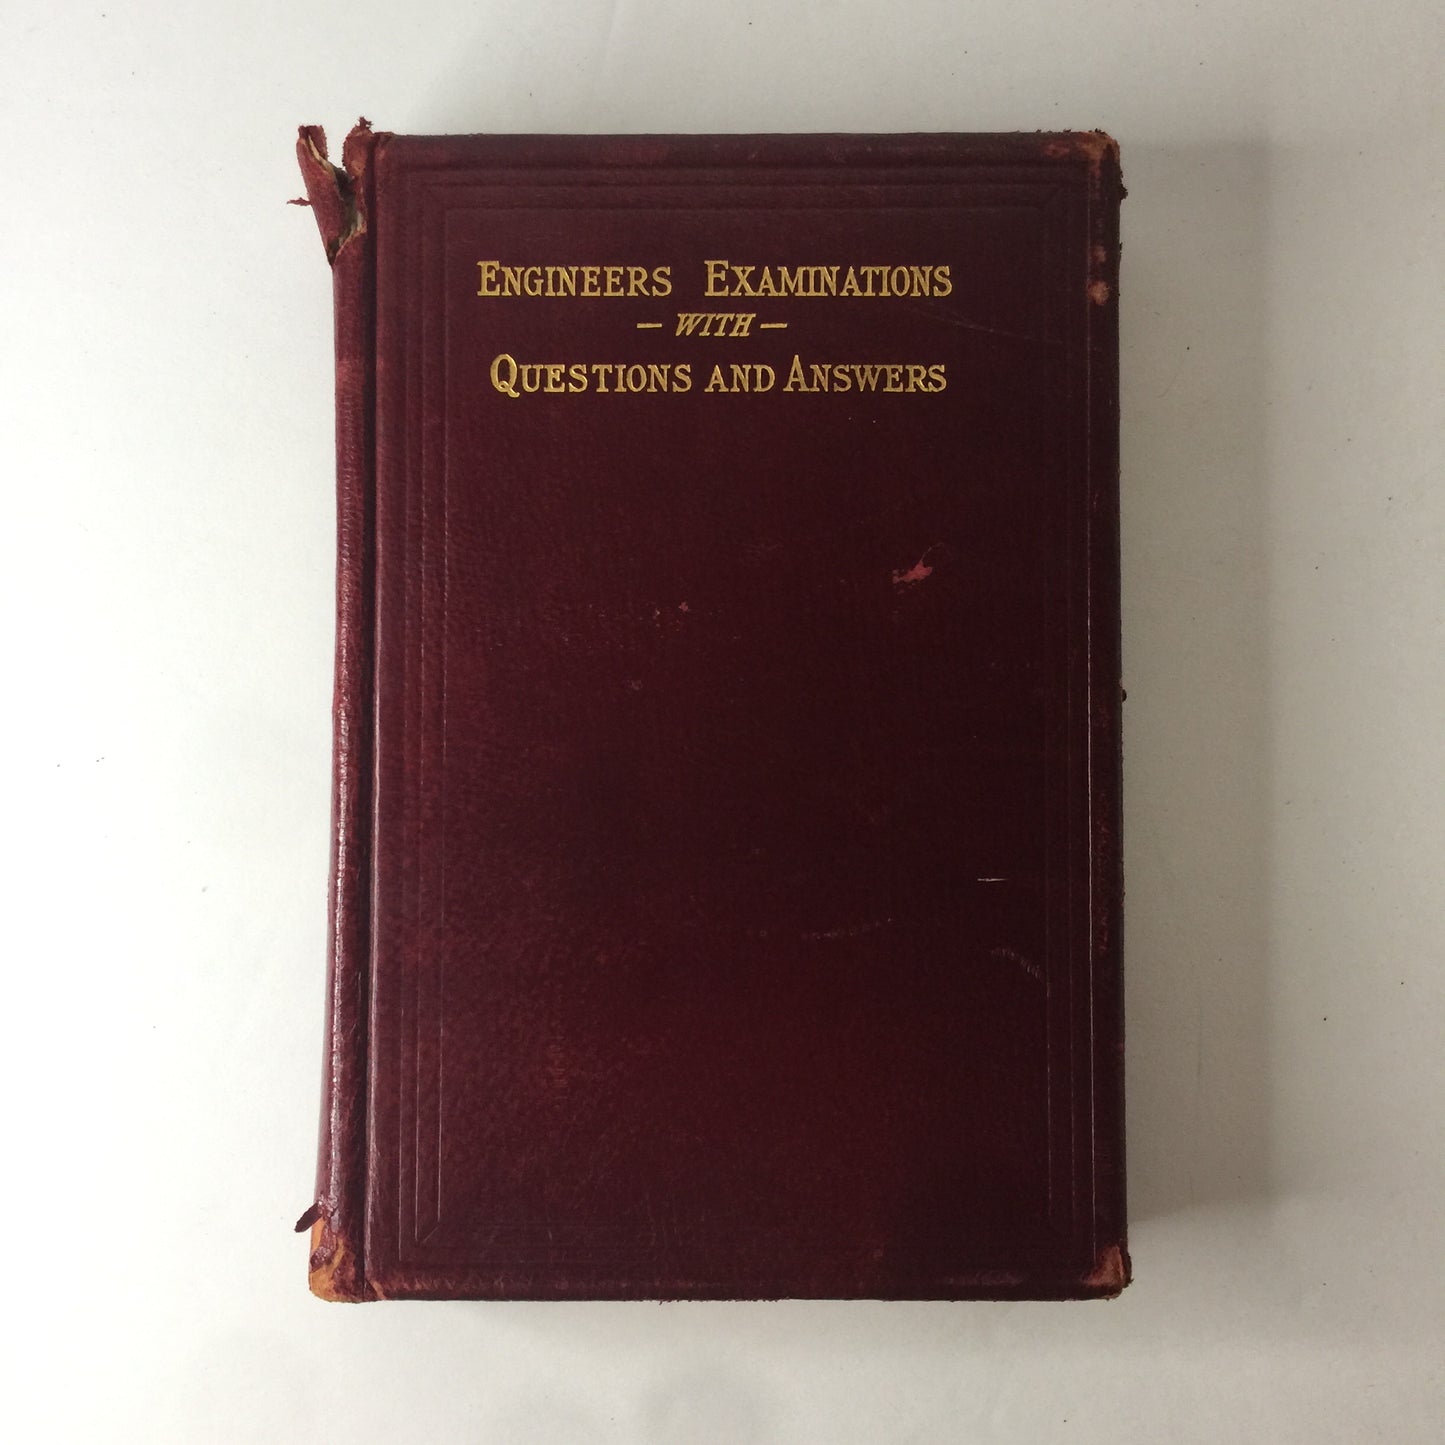 ENGINEERS EXAMINATIONS
— WITH —
QUESTIONS AND ANSWERS